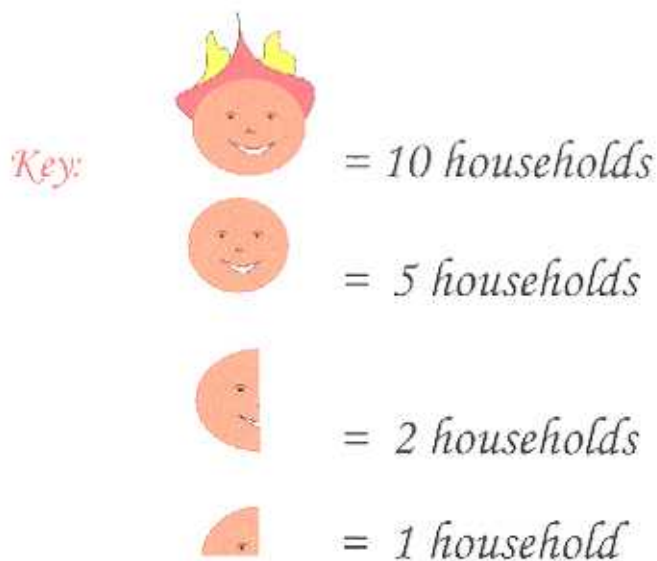 Key:
= 10 households
= 5 households
= 2 households
= 1 household